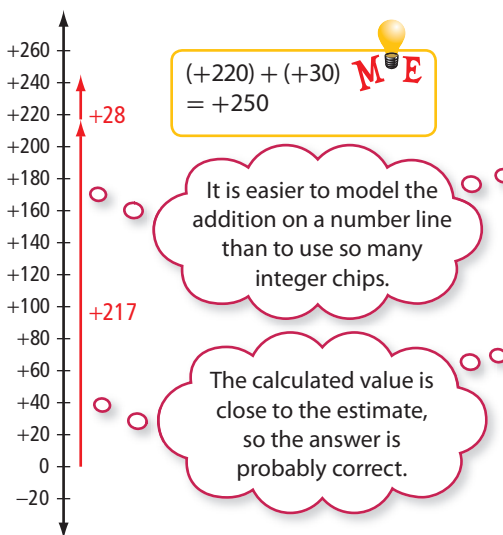 +260
+240
+220
+200
+180
+160
+140
+120
+100
+80
+60
+40
+20
0
−20
+28
+217
(+220) + (+30)
= +250
M E
It is easier to model the
addition on a number line
than to use so many
integer chips.
The calculated value is
close to the estimate,
so the answer is
probably correct.